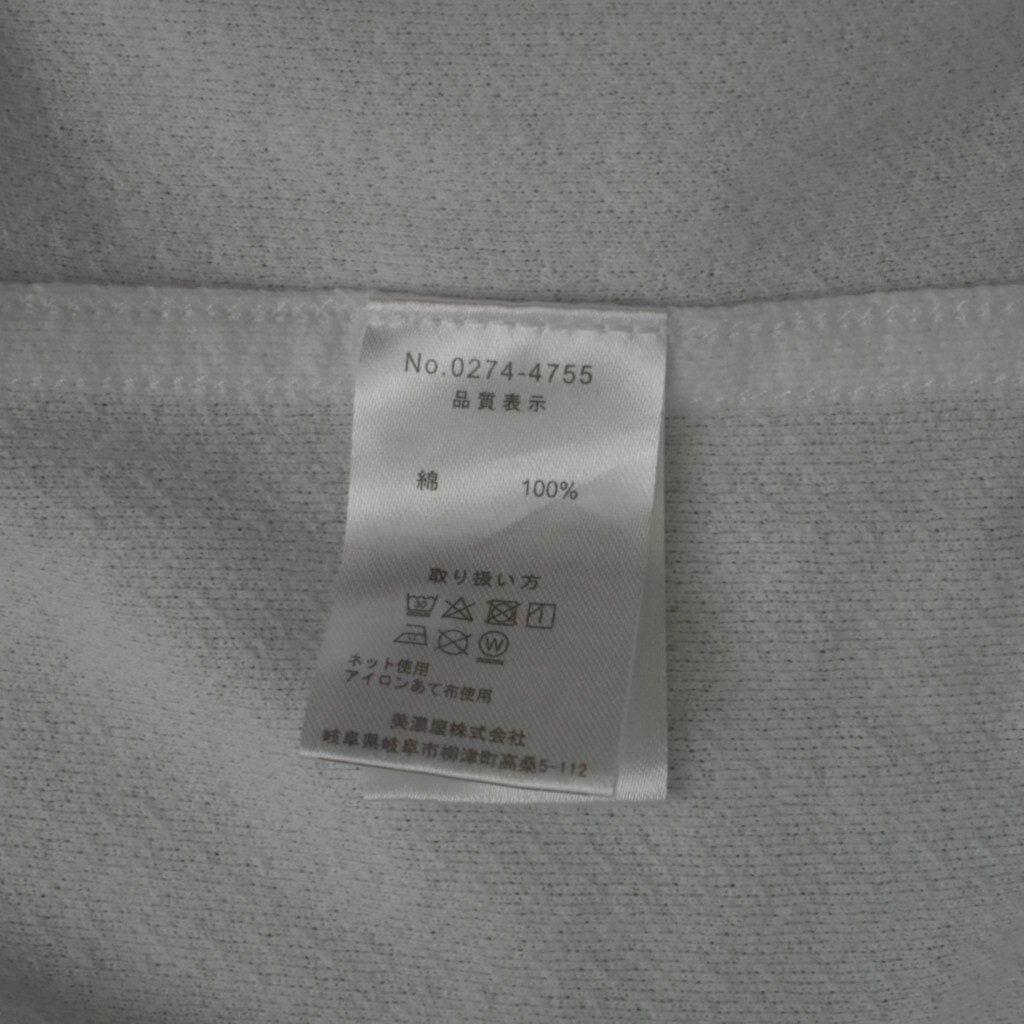 No.0274-4755
品質表示
綿 100%
取り扱い方
30
W
ネット使用
アイロンあて布使用
美濃屋株式会社
岐阜県岐阜市柳津町高桑5-112